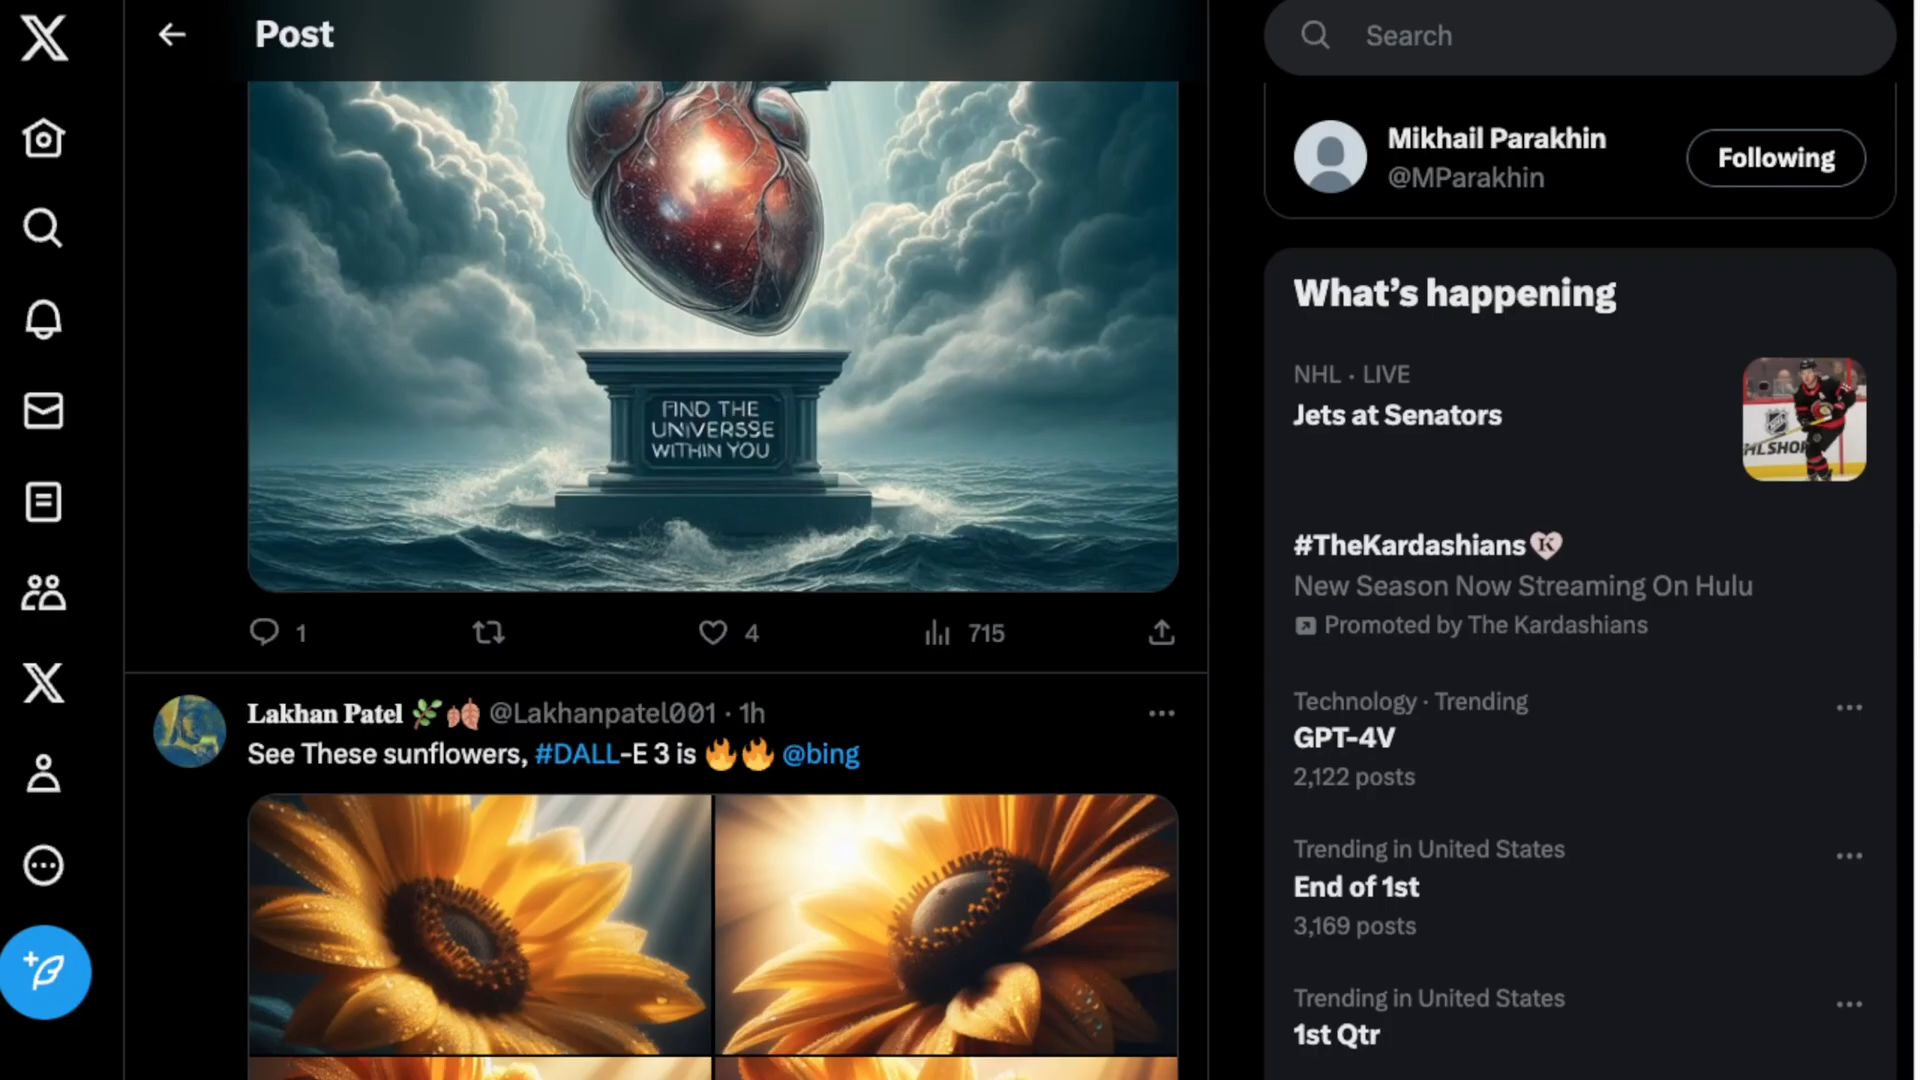 Post
FIND THE
UNIVERSSE
WITHIN YOU
1
4
715
Lakhan Patel 🌿🍂 @Lakhanpatel001 · 1h
See These sunflowers, #DALL-E 3 is 🔥🔥 @bing
Search
Mikhail Parakhin
@MParakhin
Following
What’s happening
NHL · LIVE
Jets at Senators
HLSHOP
#TheKardashians
K
New Season Now Streaming On Hulu
Promoted by The Kardashians
Technology · Trending
GPT-4V
2,122 posts
Trending in United States
End of 1st
3,169 posts
Trending in United States
1st Qtr